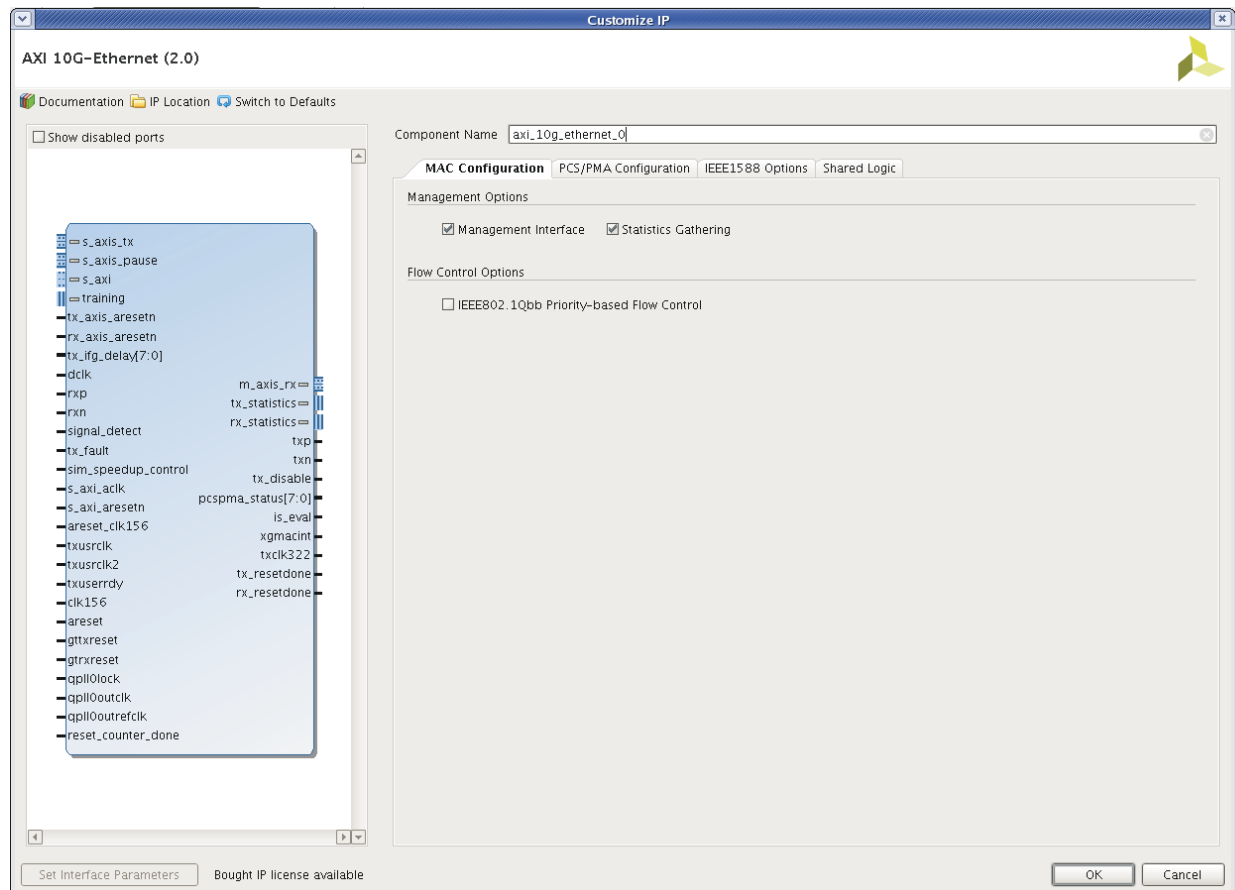 Customize IP
AXI 10G-Ethernet (2.0)
Documentation IP Location Switch to Defaults
Show disabled ports
s_axis_tx
s_axis_pause
s_axi
training
tx_axis_aresetn
rx_axis_aresetn
tx_ifg_delay[7:0]
dclk
rxp
rxn
signal_detect
tx_fault
sim_speedup_control
s_axi_aclk
s_axi_aresetn
areset_clk156
txusrclk
txusrclk2
txuserrdy
clk156
areset
gttxreset
gtrxreset
qpll0lock
qpll0outclk
qpll0outrefclk
reset_counter_done
m_axis_rx
tx_statistics
rx_statistics
txp
txn
tx_disable
pcspma_status[7:0]
is_eval
xgmacint
txclk322
tx_resetdone
rx_resetdone
Component Name axi_10g_ethernet_0
MAC Configuration PCS/PMA Configuration IEEE1588 Options Shared Logic
Management Options
Management Interface Statistics Gathering
Flow Control Options
IEEE802.1Qbb Priority-based Flow Control
Set Interface Parameters Bought IP license available
OK Cancel